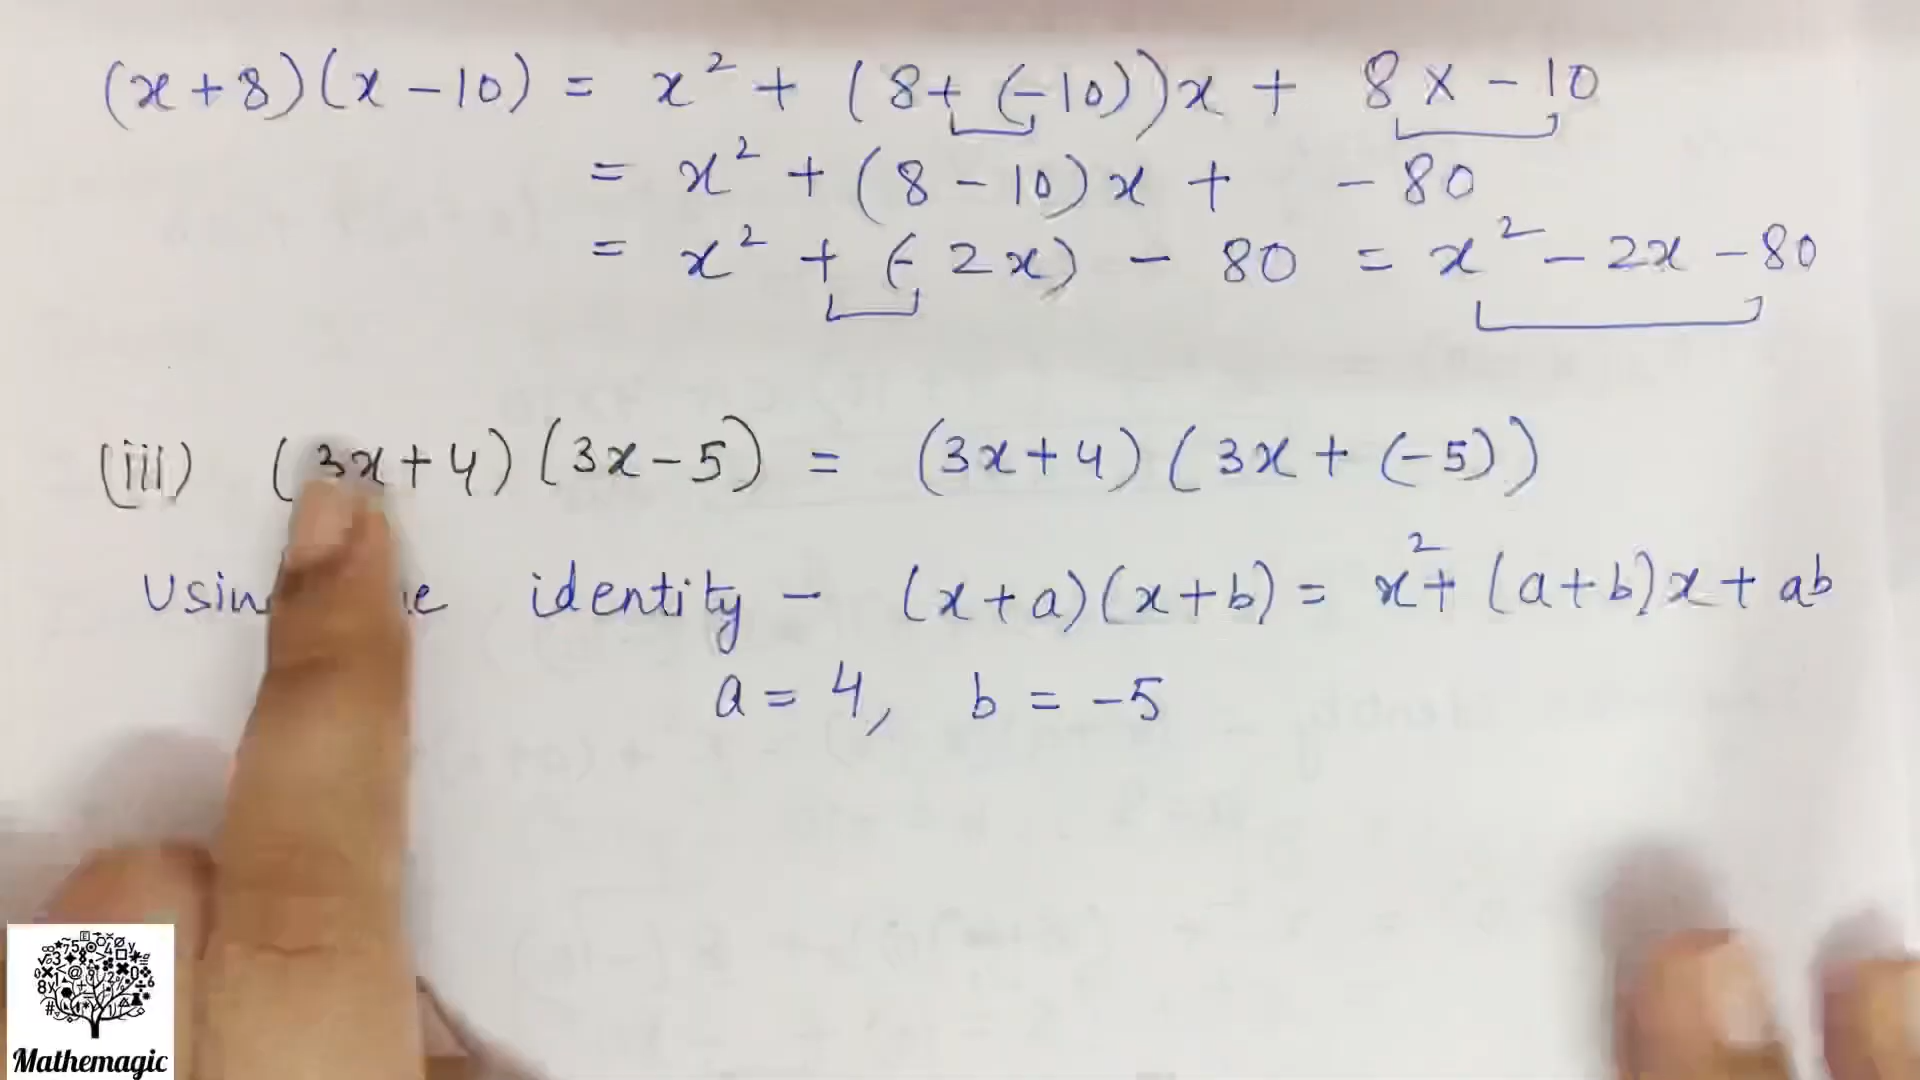 (x+8)(x-10) = x² + (8+(-10))x + 8 x -10
= x² + (8-10)x + -80
= x² + (-2x) - 80 = x² - 2x - 80
(iii) (3x+4)(3x-5) = (3x+4)(3x+(-5))
identity - (x+a)(x+b) = x² + (a+b)x + ab
a = 4, b = -5
Mathemagic